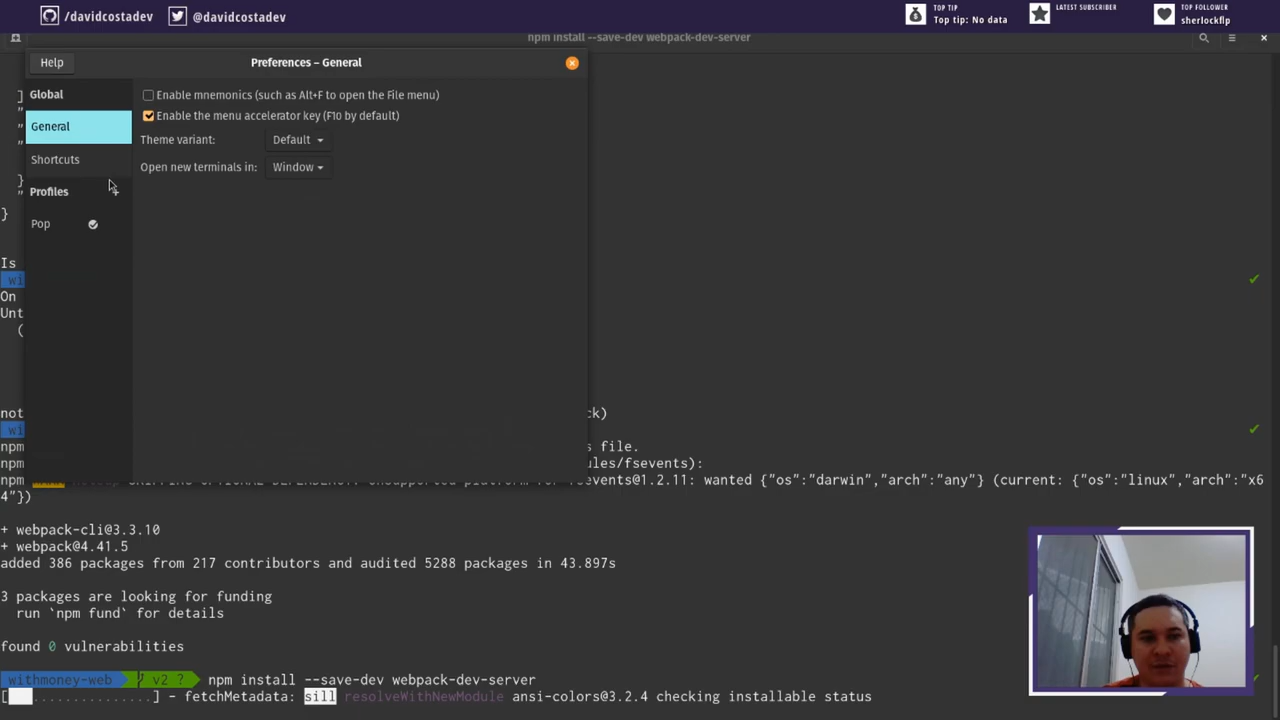 /davidcostadev @davidcostadev
TOP TIP
Top tip: No data
LATEST SUBSCRIBER
TOP FOLLOWER
sherlockflp
npm install --save-dev webpack-dev-server
Help
Preferences – General
Global
General
Shortcuts
Profiles
Pop
Enable mnemonics (such as Alt+F to open the File menu)
Enable the menu accelerator key (F10 by default)
Theme variant: Default
Open new terminals in: Window
]
"
"
"
}
"
}
Is
wi
On
Unt
(
not ck)
wi
npm s file.
npm ules/fsevents):
npm fsevents@1.2.11: wanted {"os":"darwin","arch":"any"} (current: {"os":"linux","arch":"x6
4"})
+ webpack-cli@3.3.10
+ webpack@4.41.5
added 386 packages from 217 contributors and audited 5288 packages in 43.897s
3 packages are looking for funding
run `npm fund` for details
found 0 vulnerabilities
withmoney-web v2 ? npm install --save-dev webpack-dev-server
[ ...............] - fetchMetadata: sill resolveWithNewModule ansi-colors@3.2.4 checking installable status